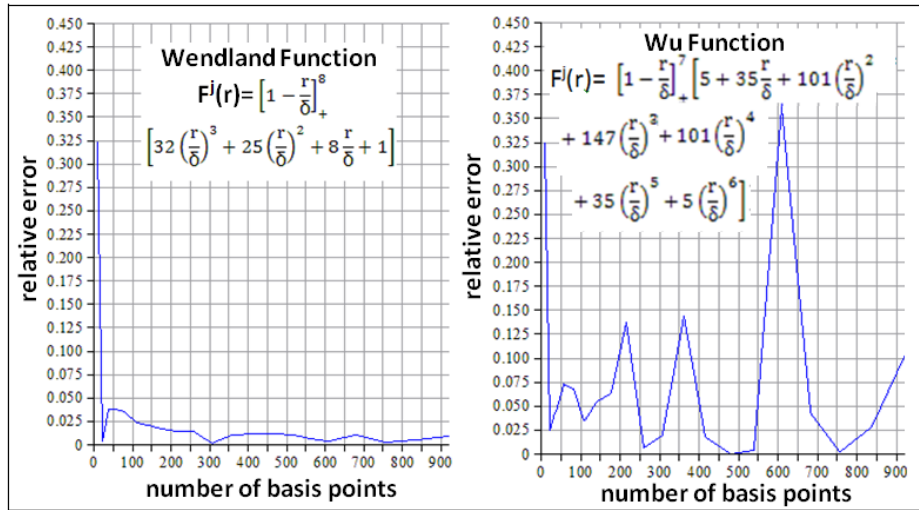 Wendland Function
F^j(r)= [1 − r/δ]_+^8
[32 (r/δ)^3 + 25 (r/δ)^2 + 8 r/δ + 1]
relative error
0.450
0.425
0.400
0.375
0.350
0.325
0.300
0.275
0.250
0.225
0.200
0.175
0.150
0.125
0.100
0.075
0.050
0.025
0
0 100 200 300 400 500 600 700 800 900
number of basis points
Wu Function
F^j(r)= [1 − r/δ]_+^7 [5 + 35 r/δ + 101 (r/δ)^2
+ 147 (r/δ)^3 + 101 (r/δ)^4
+ 35 (r/δ)^5 + 5 (r/δ)^6]
relative error
0.450
0.425
0.400
0.375
0.350
0.325
0.300
0.275
0.250
0.225
0.200
0.175
0.150
0.125
0.100
0.075
0.050
0.025
0
0 100 200 300 400 500 600 700 800 900
number of basis points